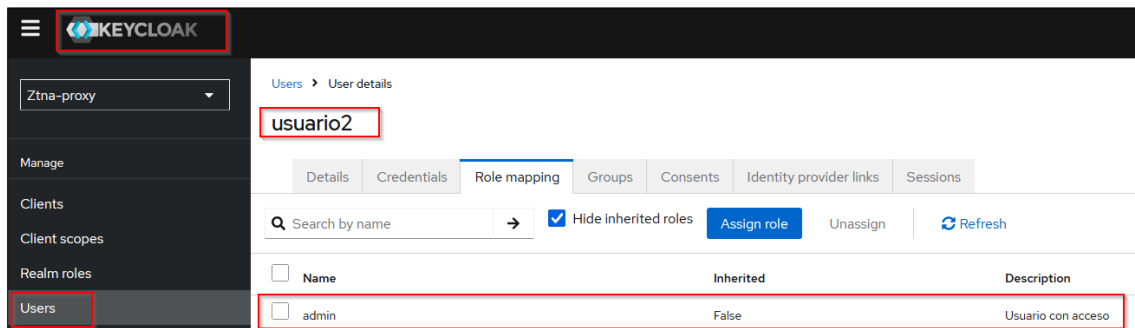 KEYCLOAK
Ztna-proxy
Manage
Clients
Client scopes
Realm roles
Users
Users > User details
usuario2
Details Credentials Role mapping Groups Consents Identity provider links Sessions
Search by name → Hide inherited roles Assign role Unassign Refresh
Name Inherited Description
admin False Usuario con acceso